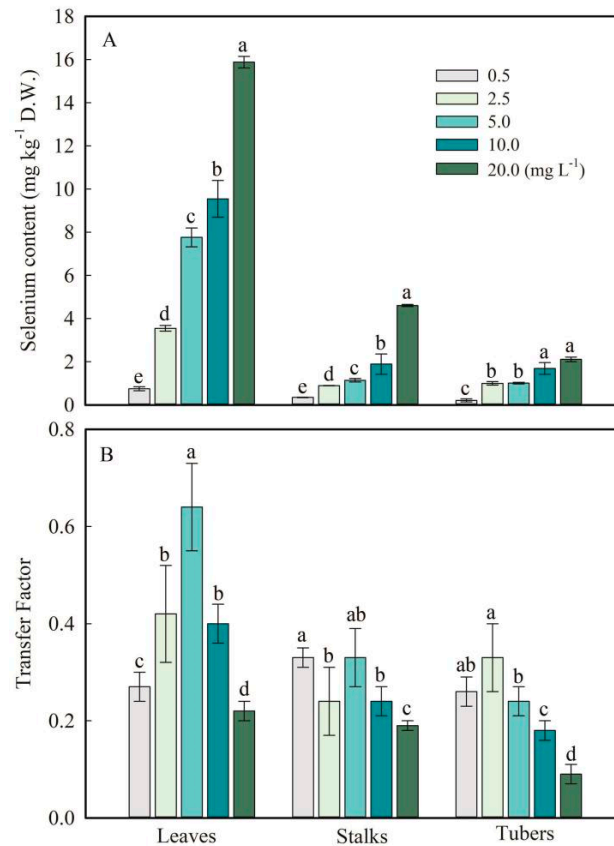 A
Selenium content (mg kg⁻¹ D.W.)
18
16
14
12
10
8
6
4
2
0
0.5
2.5
5.0
10.0
20.0 (mg L⁻¹)
e d c b a
e d c b a
c b b a a
B
Transfer Factor
0.8
0.6
0.4
0.2
0.0
c b a b d
a b ab b c
ab a b c d
Leaves Stalks Tubers